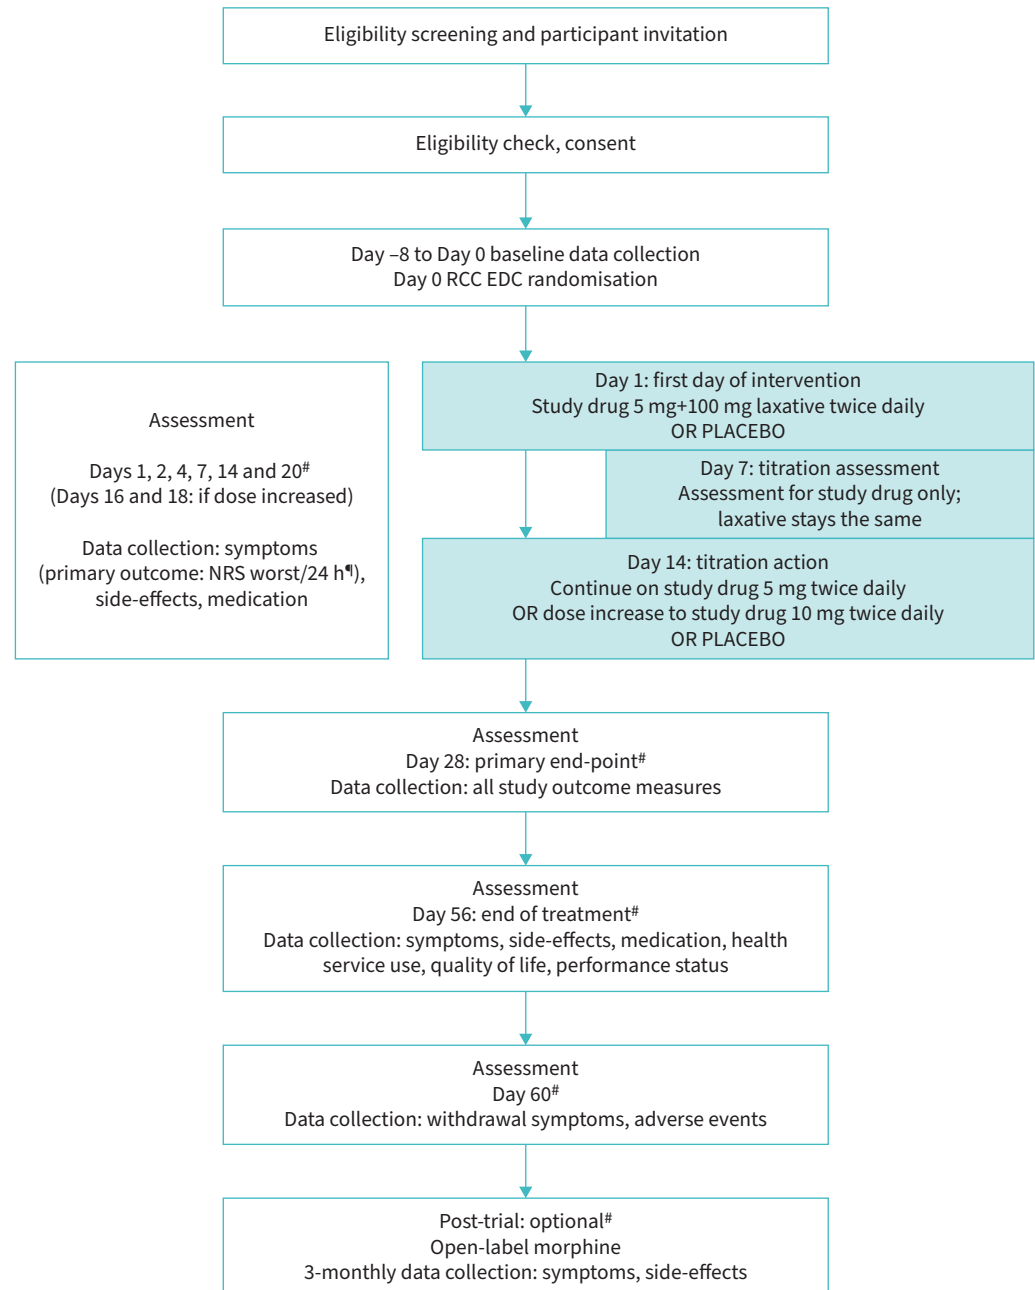 Eligibility screening and participant invitation
Eligibility check, consent
Day –8 to Day 0 baseline data collection
Day 0 RCC EDC randomisation
Assessment
Days 1, 2, 4, 7, 14 and 20#
(Days 16 and 18: if dose increased)
Data collection: symptoms
(primary outcome: NRS worst/24 h¶),
side-effects, medication
Day 1: first day of intervention
Study drug 5 mg+100 mg laxative twice daily
OR PLACEBO
Day 7: titration assessment
Assessment for study drug only;
laxative stays the same
Day 14: titration action
Continue on study drug 5 mg twice daily
OR dose increase to study drug 10 mg twice daily
OR PLACEBO
Assessment
Day 28: primary end-point#
Data collection: all study outcome measures
Assessment
Day 56: end of treatment#
Data collection: symptoms, side-effects, medication, health
service use, quality of life, performance status
Assessment
Day 60#
Data collection: withdrawal symptoms, adverse events
Post-trial: optional#
Open-label morphine
3-monthly data collection: symptoms, side-effects